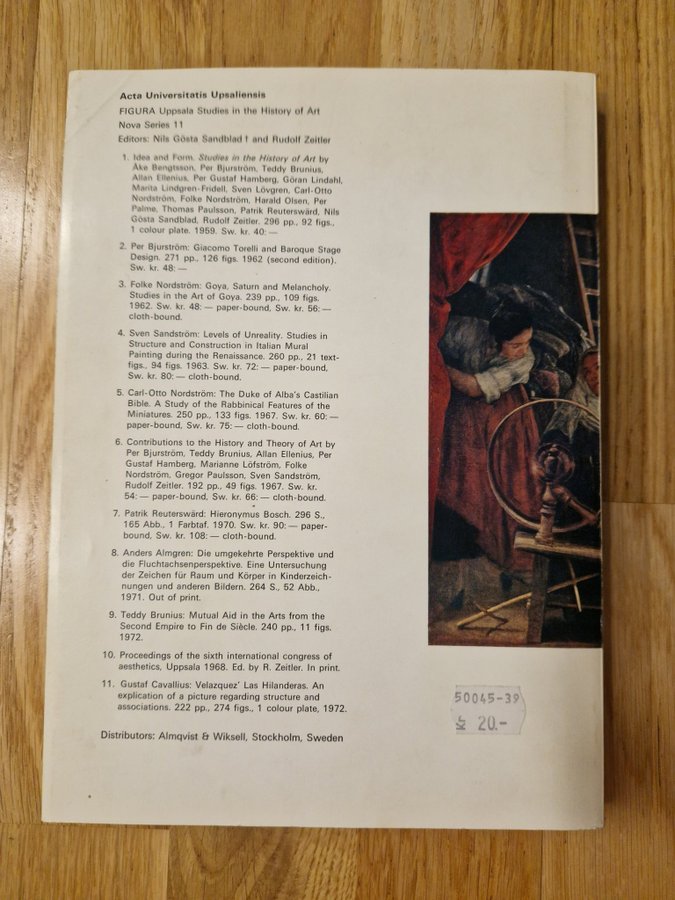 Acta Universitatis Upsaliensis
FIGURA Uppsala Studies in the History of Art
Nova Series 11
Editors: Nils Gösta Sandblad † and Rudolf Zeitler
1. Idea and Form. Studies in the History of Art by
Åke Bengtsson, Per Bjurström, Teddy Brunius,
Allan Ellenius, Per Gustaf Hamberg, Göran Lindahl,
Marita Lindgren-Fridell, Sven Lövgren, Carl-Otto
Nordström, Folke Nordström, Harald Olsen, Per
Palme, Thomas Paulsson, Patrik Reuterswärd, Nils
Gösta Sandblad, Rudolf Zeitler. 296 pp., 92 figs.,
1 colour plate. 1959. Sw. kr. 40: —
2. Per Bjurström: Giacomo Torelli and Baroque Stage
Design. 271 pp., 126 figs. 1962 (second edition).
Sw. kr. 48: —
3. Folke Nordström: Goya, Saturn and Melancholy.
Studies in the Art of Goya. 239 pp., 109 figs.
1962. Sw. kr. 48: — paper-bound, Sw. kr. 56: —
cloth-bound.
4. Sven Sandström: Levels of Unreality. Studies in
Structure and Construction in Italian Mural
Painting during the Renaissance. 260 pp., 21 text-
figs., 94 figs. 1963. Sw. kr. 72: — paper-bound,
Sw. kr. 80: — cloth-bound.
5. Carl-Otto Nordström: The Duke of Alba's Castilian
Bible. A Study of the Rabbinical Features of the
Miniatures. 250 pp., 133 figs. 1967. Sw. kr. 60: —
paper-bound, Sw. kr. 75: — cloth-bound.
6. Contributions to the History and Theory of Art by
Per Bjurström, Teddy Brunius, Allan Ellenius, Per
Gustaf Hamberg, Marianne Löfström, Folke
Nordström, Gregor Paulsson, Sven Sandström,
Rudolf Zeitler. 192 pp., 49 figs. 1967. Sw. kr.
54: — paper-bound, Sw. kr. 66: — cloth-bound.
7. Patrik Reuterswärd: Hieronymus Bosch. 296 S.,
165 Abb., 1 Farbtaf. 1970. Sw. kr. 90: — paper-
bound, Sw. kr. 108: — cloth-bound.
8. Anders Almgren: Die umgekehrte Perspektive und
die Fluchtachsenperspektive. Eine Untersuchung
der Zeichen für Raum und Körper in Kinderzeich-
nungen und anderen Bildern. 264 S., 52 Abb.,
1971. Out of print.
9. Teddy Brunius: Mutual Aid in the Arts from the
Second Empire to Fin de Siècle. 240 pp., 11 figs.
1972.
10. Proceedings of the sixth international congress of
aesthetics, Uppsala 1968. Ed. by R. Zeitler. In print.
11. Gustaf Cavallius: Velazquez' Las Hilanderas. An
explication of a picture regarding structure and
associations. 222 pp., 274 figs., 1 colour plate, 1972.
Distributors: Almqvist & Wiksell, Stockholm, Sweden
50045-39
Kr 20.-